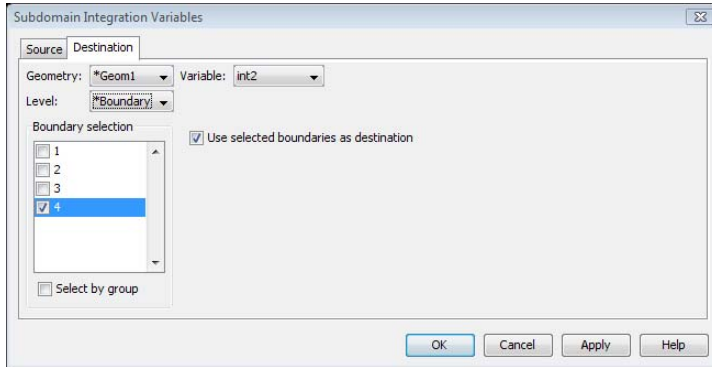 Subdomain Integration Variables
Source Destination
Geometry: *Geom1 Variable: int2
Level: *Boundary
Boundary selection
Use selected boundaries as destination
1
2
3
4
Select by group
OK Cancel Apply Help